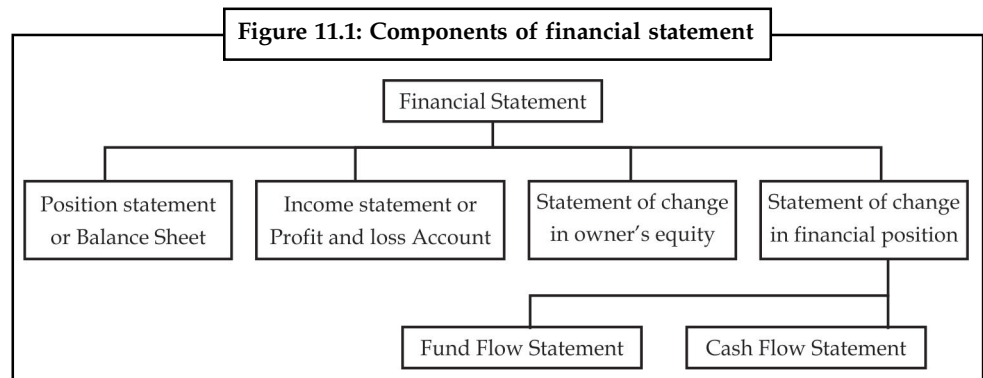 Figure 11.1: Components of financial statement
Financial Statement
Position statement
or Balance Sheet
Income statement or
Profit and loss Account
Statement of change
in owner's equity
Statement of change
in financial position
Fund Flow Statement
Cash Flow Statement